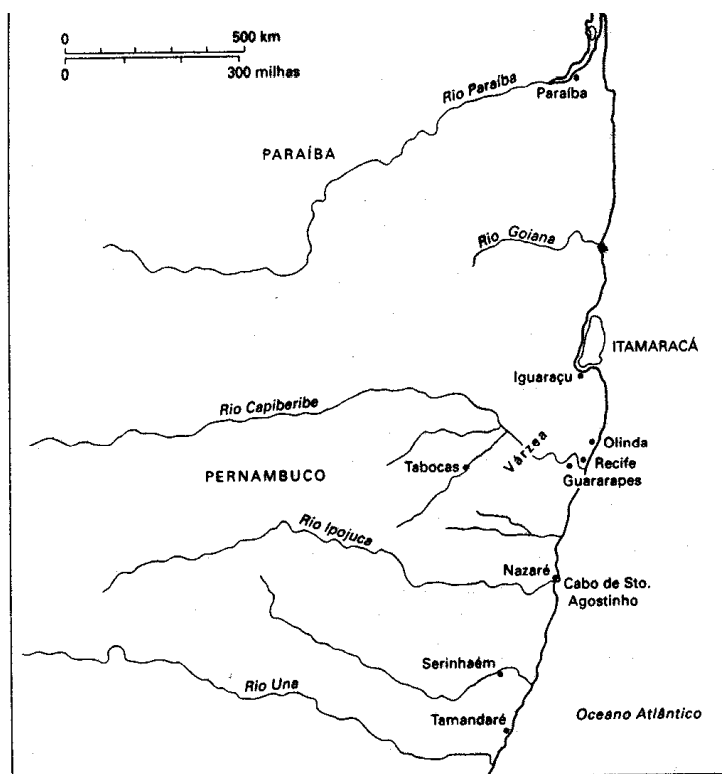 0 500 km
0 300 milhas
Rio Paraíba
Paraíba
PARAÍBA
Rio Goiana
ITAMARACÁ
Iguaraçu
Rio Capiberibe
Olinda
Várzea
Recife
Tabocas
Guararapes
PERNAMBUCO
Rio Ipojuca
Nazaré
Cabo de Sto.
Agostinho
Serinhaém
Rio Una
Oceano Atlântico
Tamandaré